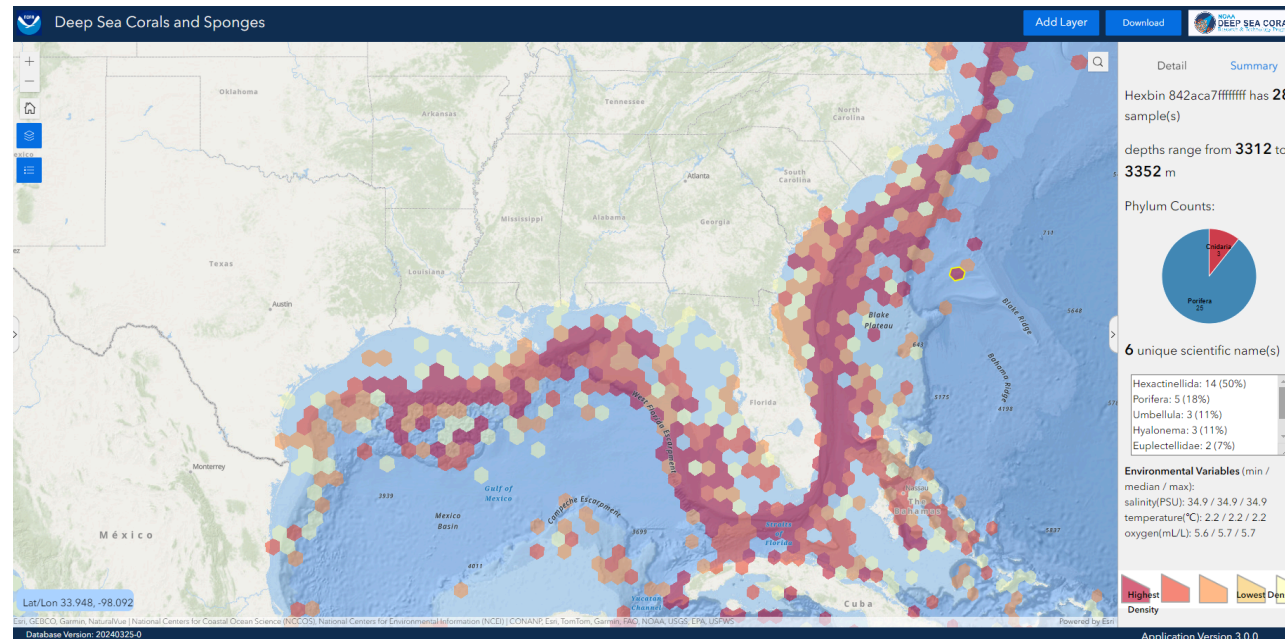 Deep Sea Corals and Sponges
Add Layer
Download
NOAA
DEEP SEA CORA
Detail
Summary
Hexbin 842aca7ffffffff has 28
sample(s)
depths range from 3312 to
3352 m
Phylum Counts:
Cnidaria
3
Porifera
25
6 unique scientific name(s)
Hexactinellida: 14 (50%)
Porifera: 5 (18%)
Umbellula: 3 (11%)
Hyalonema: 3 (11%)
Euplectellidae: 2 (7%)
Environmental Variables (min /
median / max):
salinity(PSU): 34.9 / 34.9 / 34.9
temperature(℃): 2.2 / 2.2 / 2.2
oxygen(mL/L): 5.6 / 5.7 / 5.7
Highest
Density
Lowest Den
Oklahoma
Tennessee
Arkansas
North
Carolina
South
Carolina
Atlanta
Mississippi
Alabama
Georgia
Texas
Louisiana
Austin
Blake
Plateau
Blake Ridge
Bahama Ridge
West Florida Escarpment
Florida
Monterrey
Gulf of
Mexico
Mexico
Basin
Campeche Escarpment
México
Straits
of
Florida
Nassau
The
Bahamas
Cuba
Yucatan
Channel
3939
4011
3695
643
5175
4198
5648
5837
Lat/Lon 33.948, -98.092
Esri, GEBCO, Garmin, NaturalVue | National Centers for Coastal Ocean Science (NCCOS), National Centers for Environmental Information (NCEI) | CONANP, Esri, TomTom, Garmin, FAO, NOAA, USGS, EPA, USFWS
Powered by Esri
Database Version: 20240325-0
Application Version 3.0.0